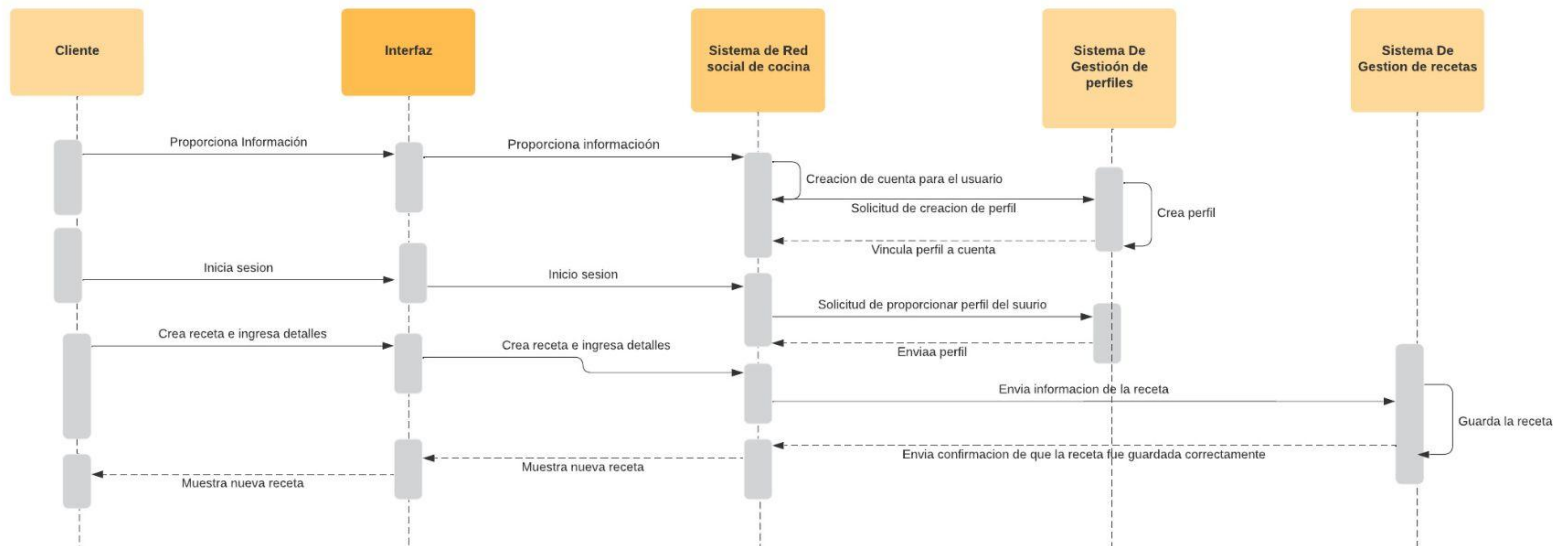 Cliente
Interfaz
Sistema de Red
social de cocina
Sistema De
Gestioón de
perfiles
Sistema De
Gestion de recetas
Proporciona Información
Proporciona informacioón
Creacion de cuenta para el usuario
Solicitud de creacion de perfil
Crea perfil
Vincula perfil a cuenta
Inicia sesion
Inicio sesion
Solicitud de proporcionar perfil del suurio
Crea receta e ingresa detalles
Crea receta e ingresa detalles
Enviaa perfil
Envia informacion de la receta
Guarda la receta
Envia confirmacion de que la receta fue guardada correctamente
Muestra nueva receta
Muestra nueva receta